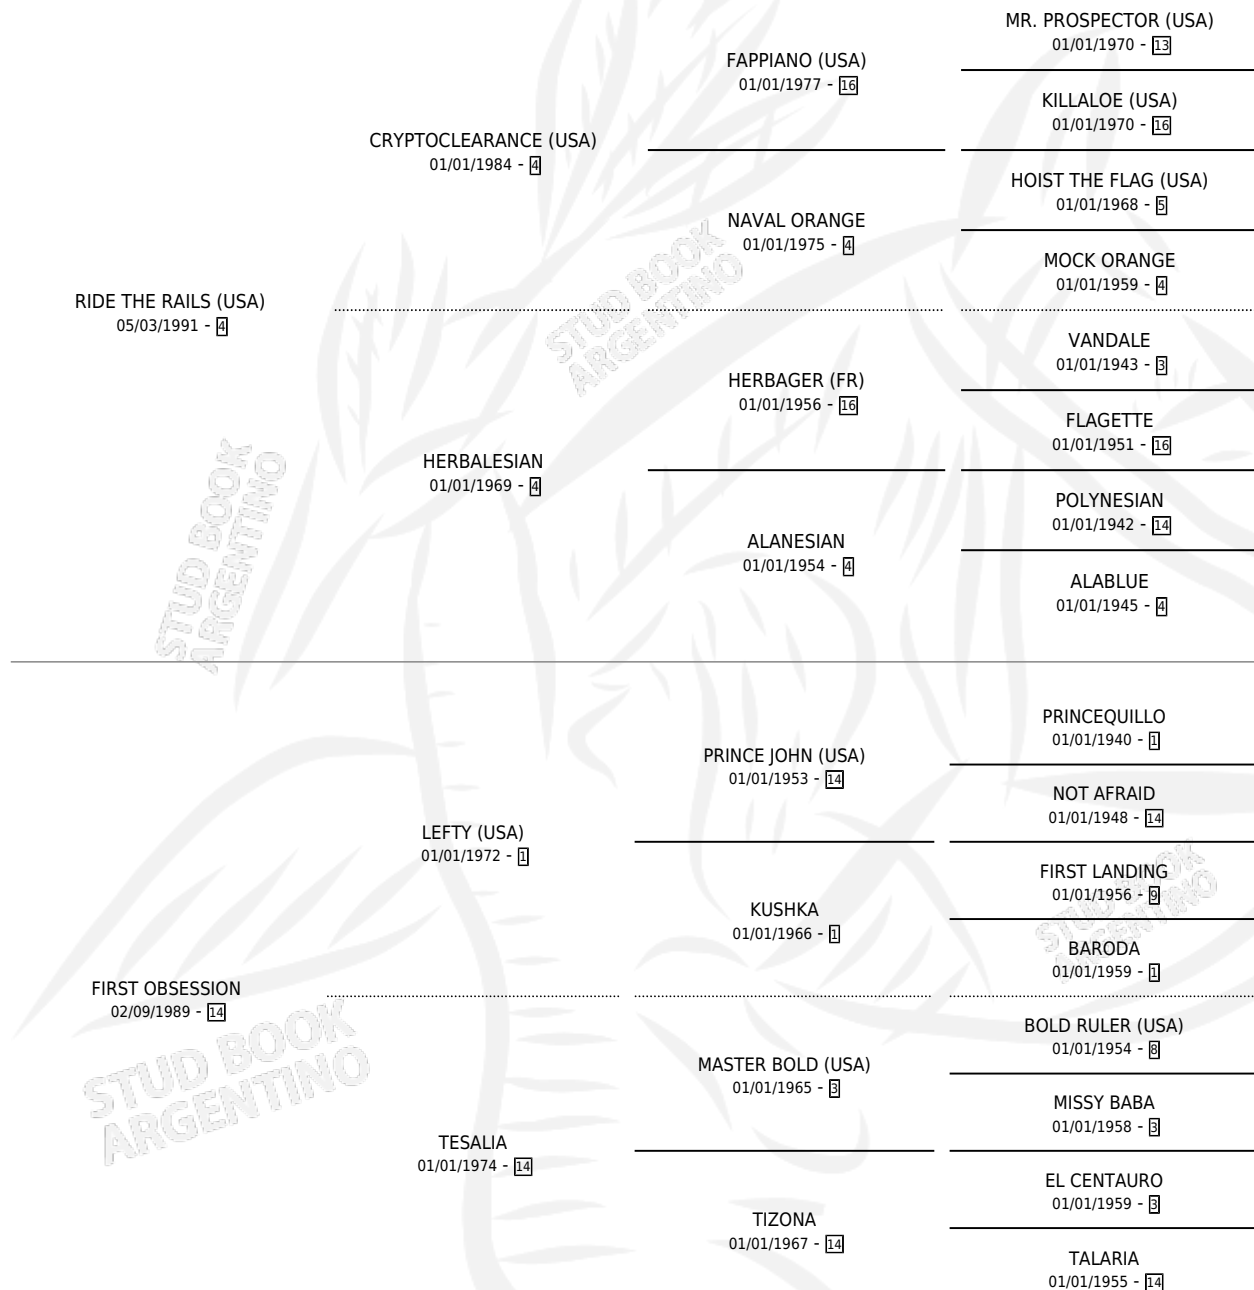 MR. PROSPECTOR (USA)
01/01/1970 - 13
FAPPIANO (USA)
01/01/1977 - 16
KILLALOE (USA)
01/01/1970 - 16
CRYPTOCLEARANCE (USA)
01/01/1984 - 4
HOIST THE FLAG (USA)
01/01/1968 - 5
NAVAL ORANGE
01/01/1975 - 4
MOCK ORANGE
01/01/1959 - 4
RIDE THE RAILS (USA)
05/03/1991 - 4
VANDALE
01/01/1943 - 3
HERBAGER (FR)
01/01/1956 - 16
FLAGETTE
01/01/1951 - 16
HERBALESIAN
01/01/1969 - 4
POLYNESIAN
01/01/1942 - 14
ALANESIAN
01/01/1954 - 4
ALABLUE
01/01/1945 - 4
PRINCEQUILLO
01/01/1940 - 1
PRINCE JOHN (USA)
01/01/1953 - 14
NOT AFRAID
01/01/1948 - 14
LEFTY (USA)
01/01/1972 - 1
FIRST LANDING
01/01/1956 - 9
KUSHKA
01/01/1966 - 1
BARODA
01/01/1959 - 1
FIRST OBSESSION
02/09/1989 - 14
BOLD RULER (USA)
01/01/1954 - 8
MASTER BOLD (USA)
01/01/1965 - 3
MISSY BABA
01/01/1958 - 3
TESALIA
01/01/1974 - 14
EL CENTAURO
01/01/1959 - 3
TIZONA
01/01/1967 - 14
TALARIA
01/01/1955 - 14
STUD BOOK
ARGENTINO
STUD BOOK
ARGENTINO
STUD BOOK
ARGENTINO
STUD BOOK
ARGENTINO